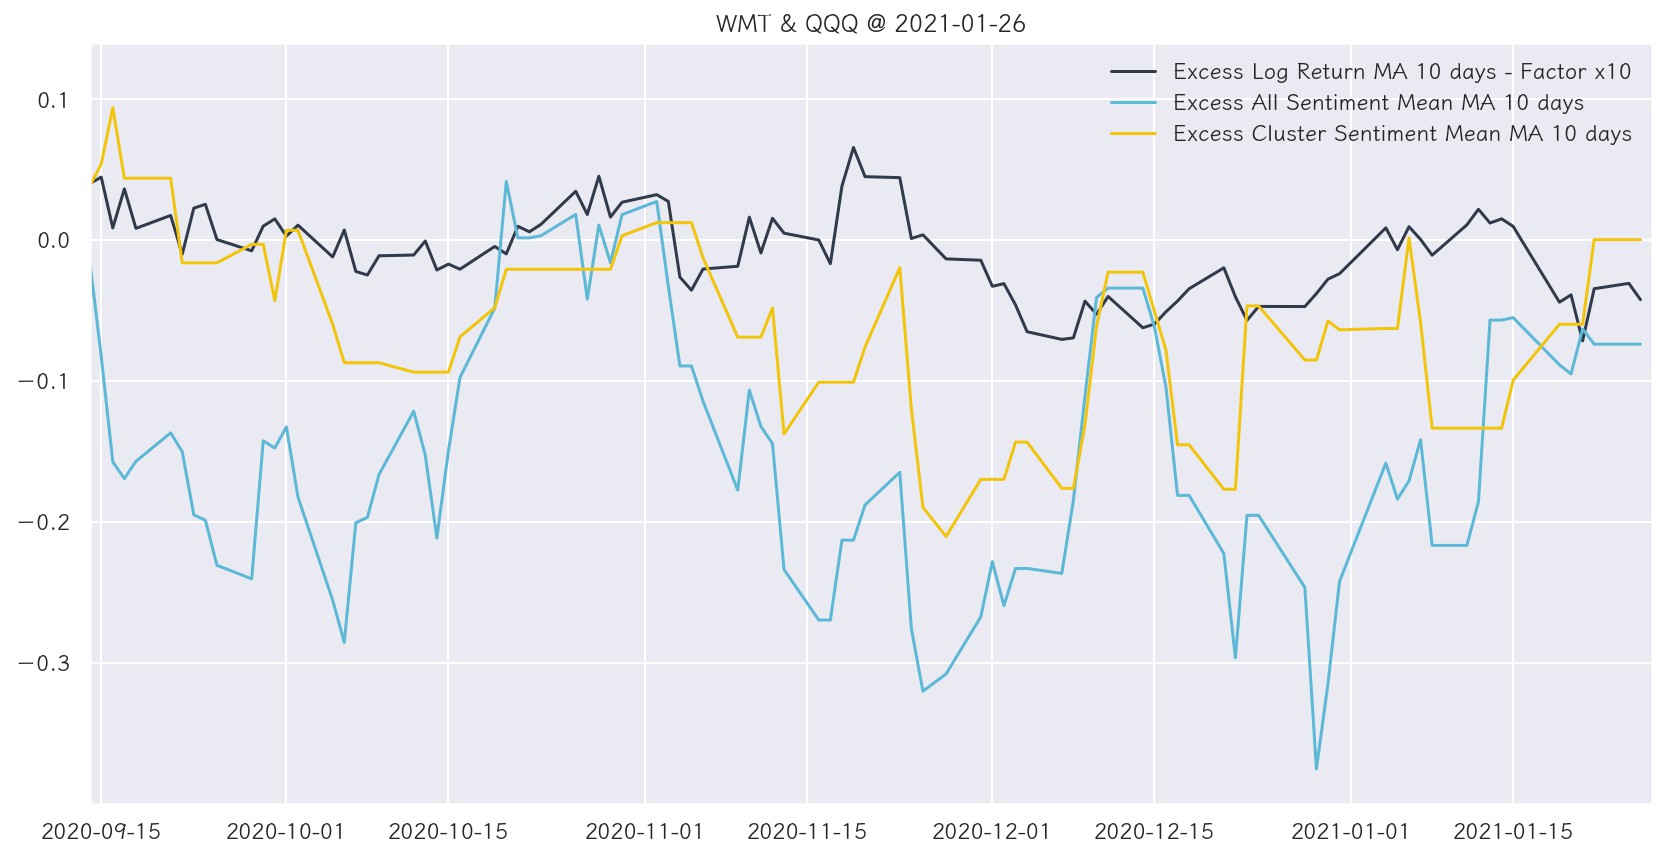 WMT & QQQ @ 2021-01-26
Excess Log Return MA 10 days - Factor x10
Excess All Sentiment Mean MA 10 days
Excess Cluster Sentiment Mean MA 10 days
0.1
0.0
−0.1
−0.2
−0.3
2020-09-15 2020-10-01 2020-10-15 2020-11-01 2020-11-15 2020-12-01 2020-12-15 2021-01-01 2021-01-15